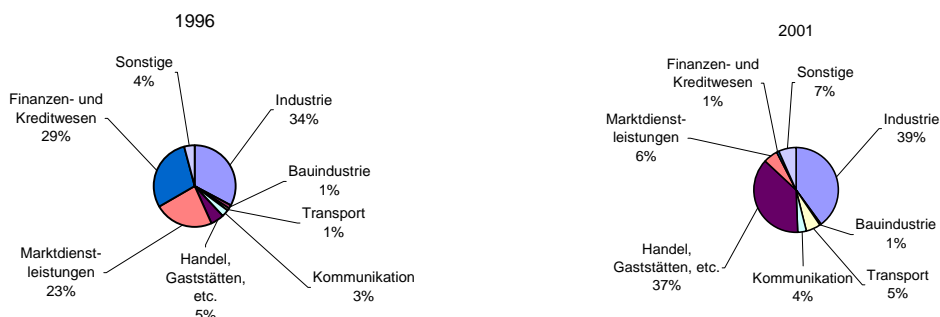 1996
Sonstige
4%
Finanzen- und
Kreditwesen
29%
Industrie
34%
Bauindustrie
1%
Transport
1%
Kommunikation
3%
Handel,
Gaststätten,
etc.
5%
Marktdienst-
leistungen
23%
2001
Finanzen- und
Kreditwesen
1%
Sonstige
7%
Industrie
39%
Marktdienst-
leistungen
6%
Bauindustrie
1%
Handel,
Gaststätten, etc.
37%
Kommunikation
4%
Transport
5%